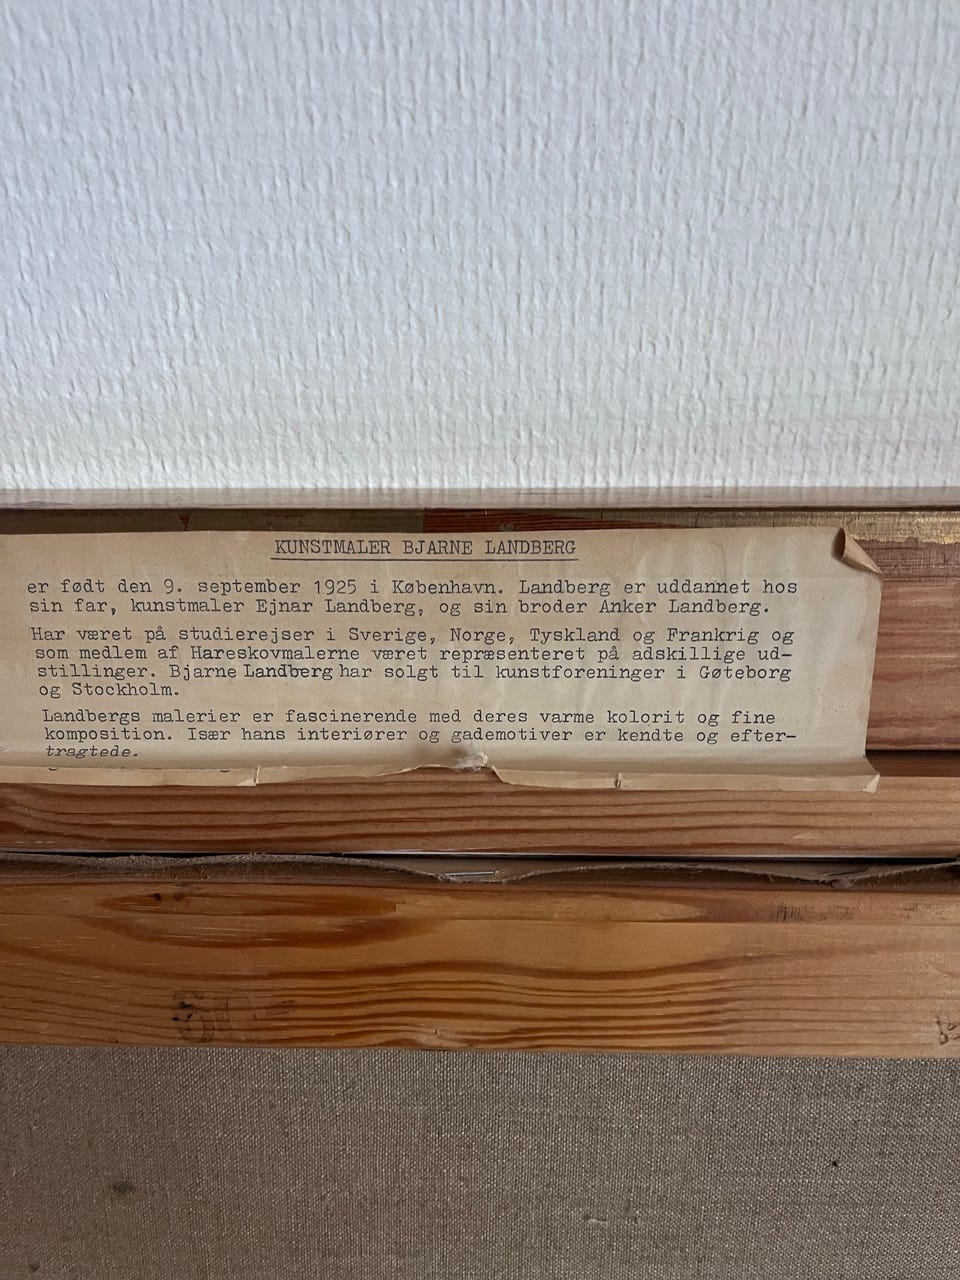 KUNSTMALER BJARNE LANDBERG
er født den 9. september 1925 i København. Landberg er uddannet hos
sin far, kunstmaler Ejnar Landberg, og sin broder Anker Landberg.
Har været på studierejser i Sverige, Norge, Tyskland og Frankrig og
som medlem af Hareskovmalerne været repræsenteret på adskillige ud-
stillinger. Bjarne Landberg har solgt til kunstforeninger i Gøteborg
og Stockholm.
Landbergs malerier er fascinerende med deres varme kolorit og fine
komposition. Især hans interiører og gademotiver er kendte og efter-
tragtede.